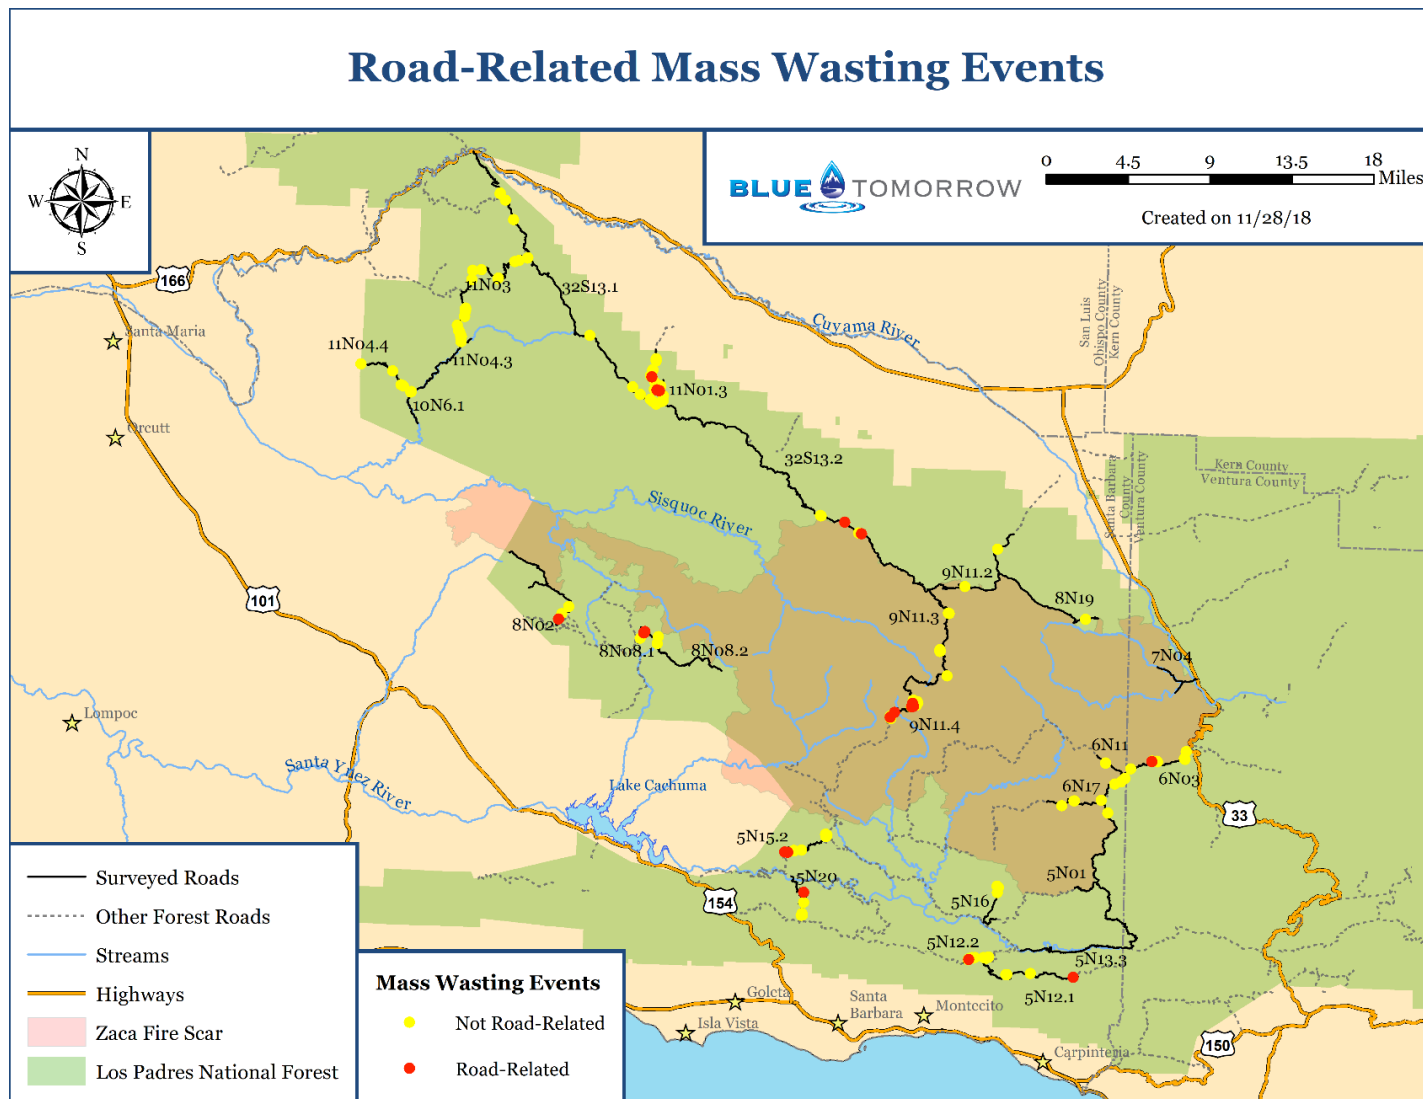 Road-Related Mass Wasting Events
N
W E
S
BLUE TOMORROW
0 4.5 9 13.5 18
Miles
Created on 11/28/18
166
Santa Maria
Orcutt
101
Lompoc
11N03
32S13.1
11N04.4
11N04.3
10N6.1
11N01.3
32S13.2
Cuyama River
San Luis
Obispo County
Kern County
Kern County
Ventura County
Santa Barbara
County
Ventura County
Sisquoc River
9N11.2
8N19
9N11.3
7N04
8N02
8N08.1
8N08.2
9N11.4
6N11
6N03
6N17
33
Santa Ynez River
Lake Cachuma
5N15.2
5N20
5N01
5N16
154
5N12.2
5N13.3
5N12.1
Goleta
Isla Vista
Santa
Barbara
Montecito
Carpinteria
150
Surveyed Roads
Other Forest Roads
Streams
Highways
Zaca Fire Scar
Los Padres National Forest
Mass Wasting Events
Not Road-Related
Road-Related